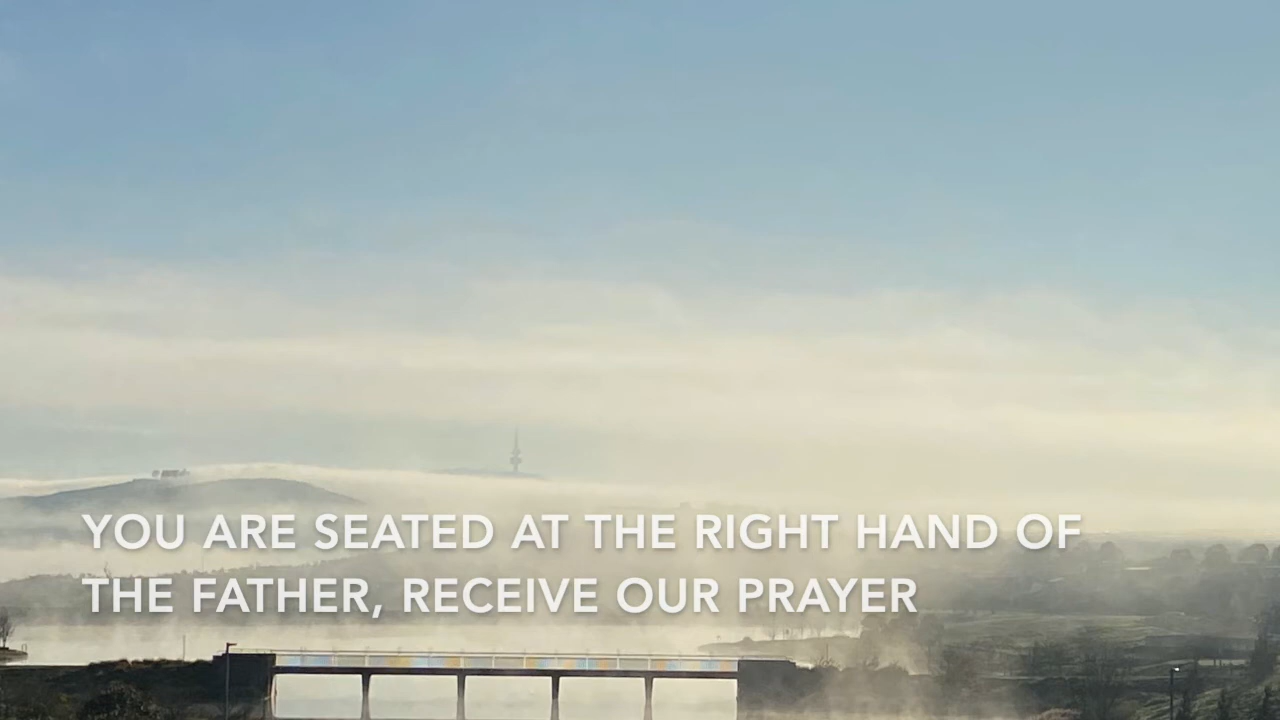 YOU ARE SEATED AT THE RIGHT HAND OF
THE FATHER, RECEIVE OUR PRAYER